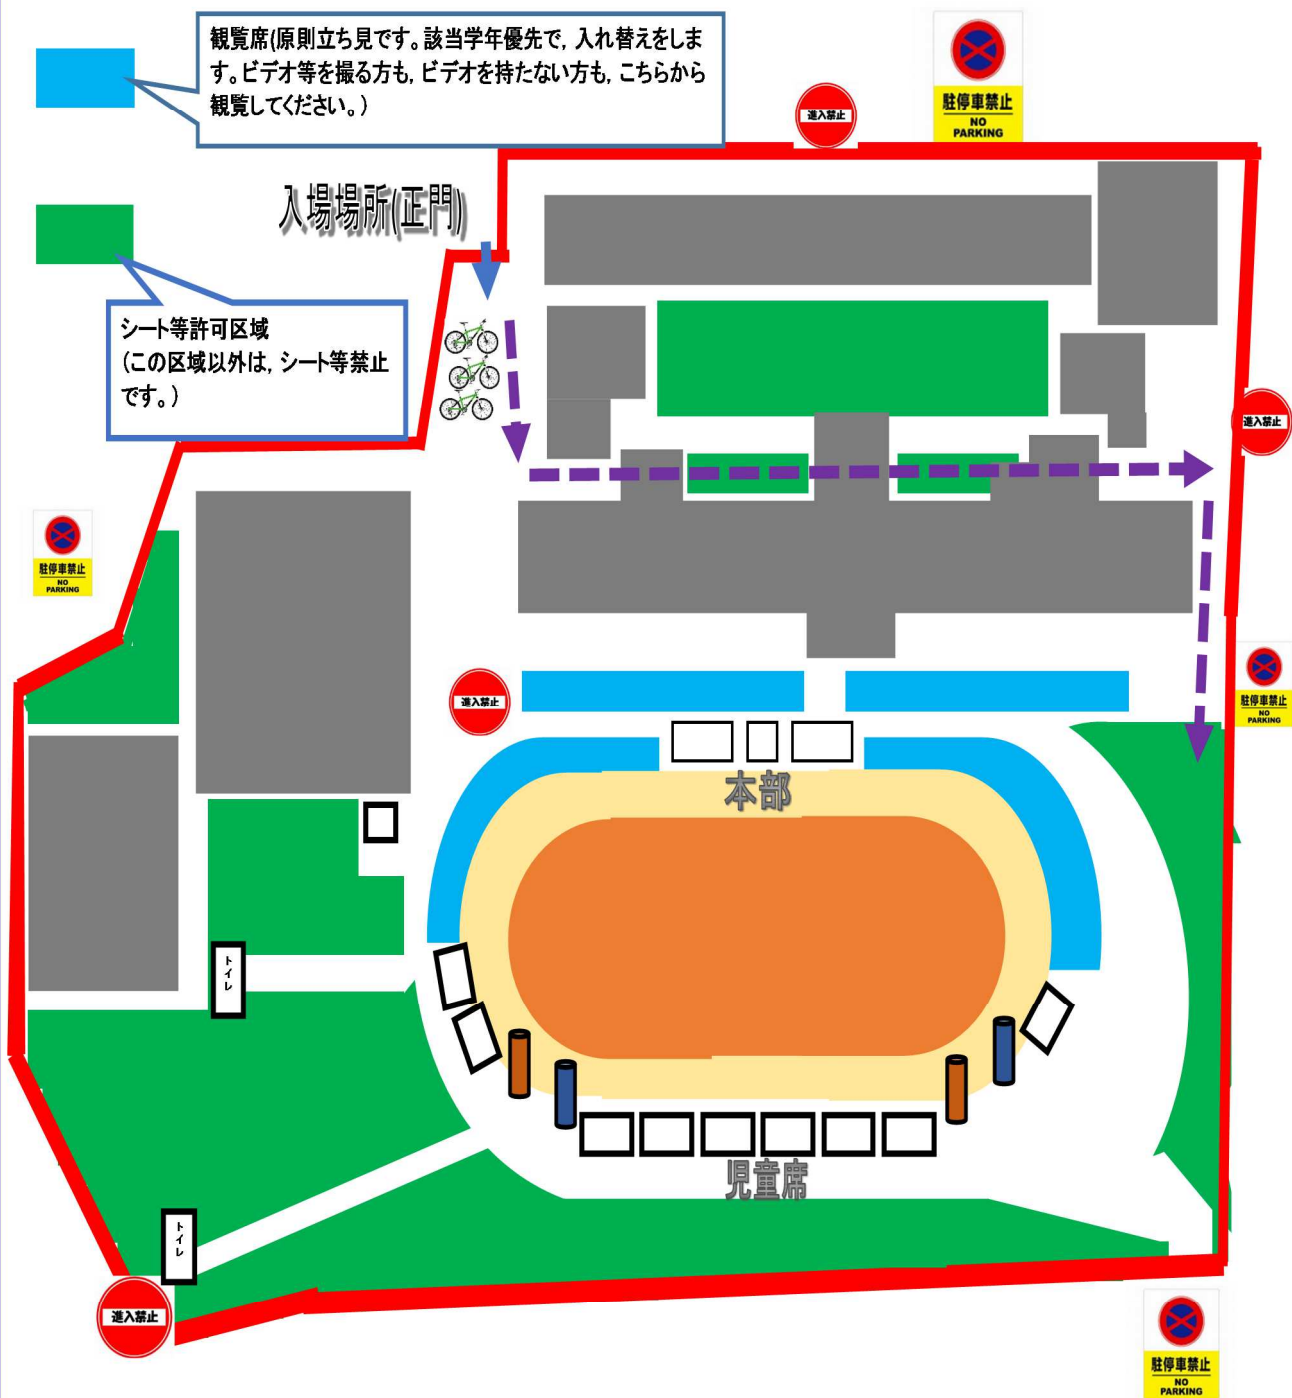 観覧席(原則立ち見です。該当学年優先で, 入れ替えをしま
す。ビデオ等を撮る方も, ビデオを持たない方も, こちらから
観覧してください。)
駐停車禁止
NO
PARKING
進入禁止
入場場所(正門)
シート等許可区域
(この区域以外は, シート等禁止
です。)
進入禁止
駐停車禁止
NO
PARKING
進入禁止
駐停車禁止
NO
PARKING
本部
トイレ
児童席
トイレ
進入禁止
駐停車禁止
NO
PARKING